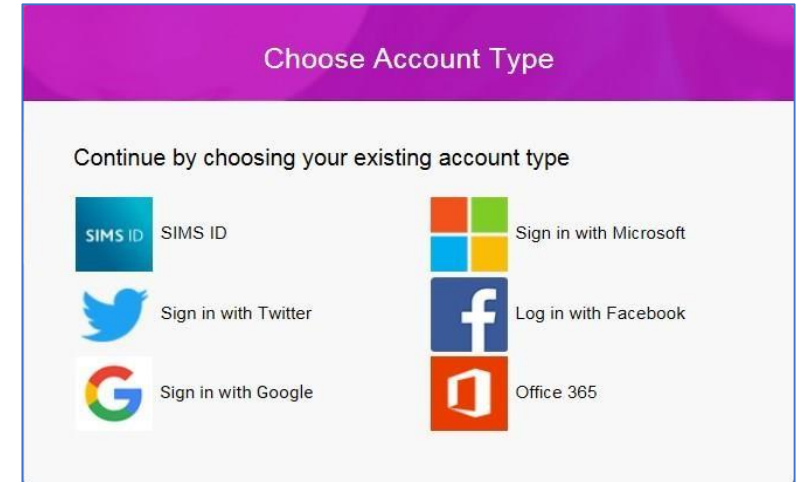 Choose Account Type
Continue by choosing your existing account type
SIMS ID SIMS ID
Sign in with Microsoft
Sign in with Twitter
Log in with Facebook
Sign in with Google
Office 365